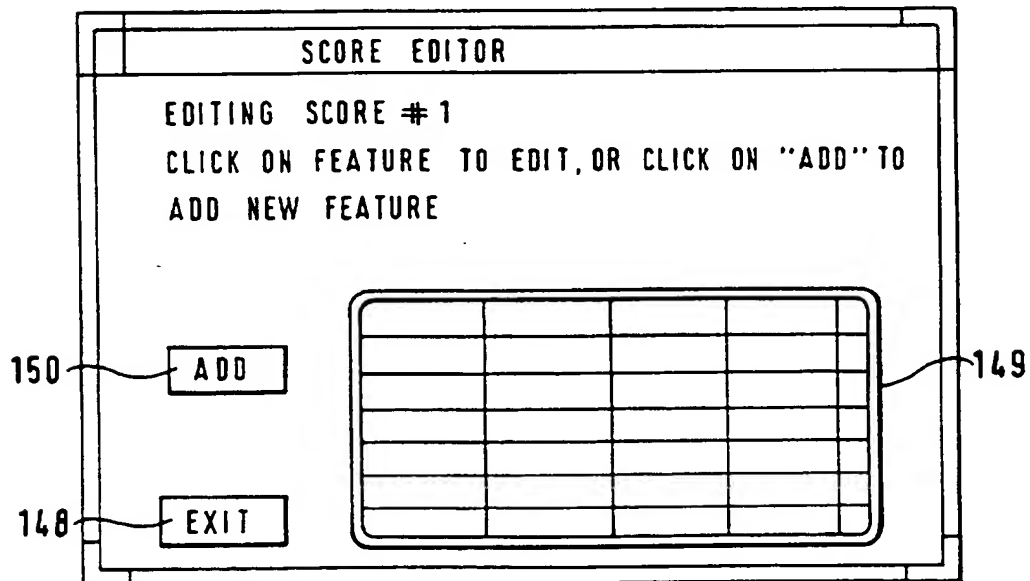 SCORE EDITOR
EDITING SCORE # 1
CLICK ON FEATURE TO EDIT, OR CLICK ON "ADD" TO
ADD NEW FEATURE
150
ADD
149
148
EXIT